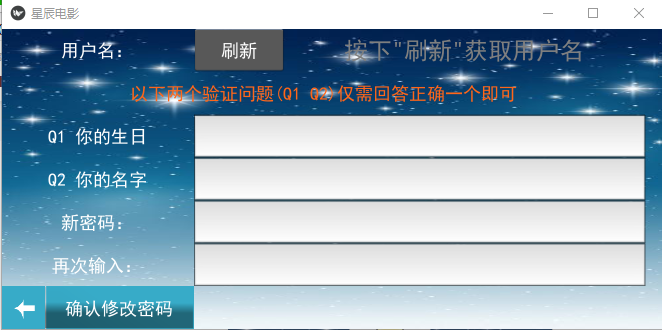 星辰电影
用户名： 刷新 按下"刷新"获取用户名
以下两个验证问题(Q1 Q2)仅需回答正确一个即可
Q1 你的生日
Q2 你的名字
新密码：
再次输入：
确认修改密码